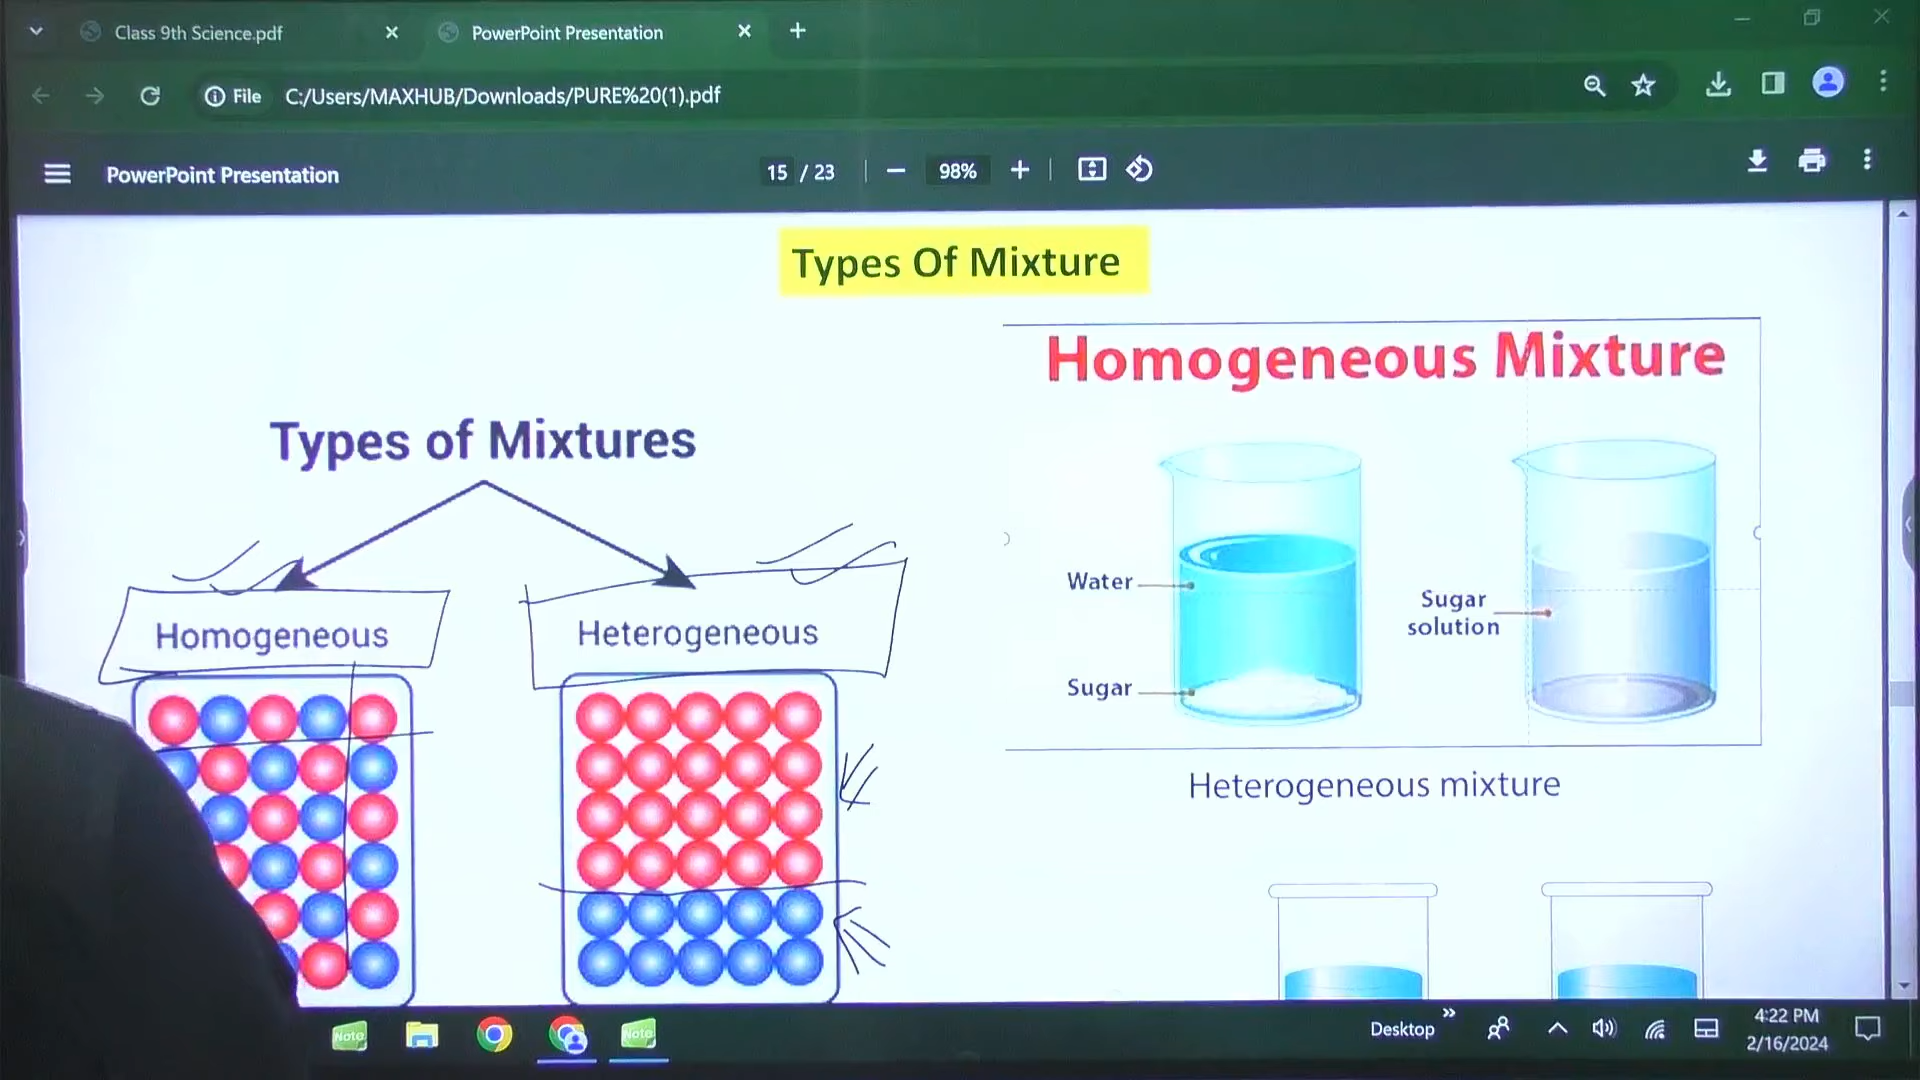 Class 9th Science.pdf
PowerPoint Presentation
File
C:/Users/MAXHUB/Downloads/PURE%20(1).pdf
PowerPoint Presentation
15 / 23
98%
Types Of Mixture
Homogeneous Mixture
Types of Mixtures
Water
Sugar
solution
Homogeneous
Heterogeneous
Sugar
Heterogeneous mixture
Note
Note
Desktop
4:22 PM
2/16/2024